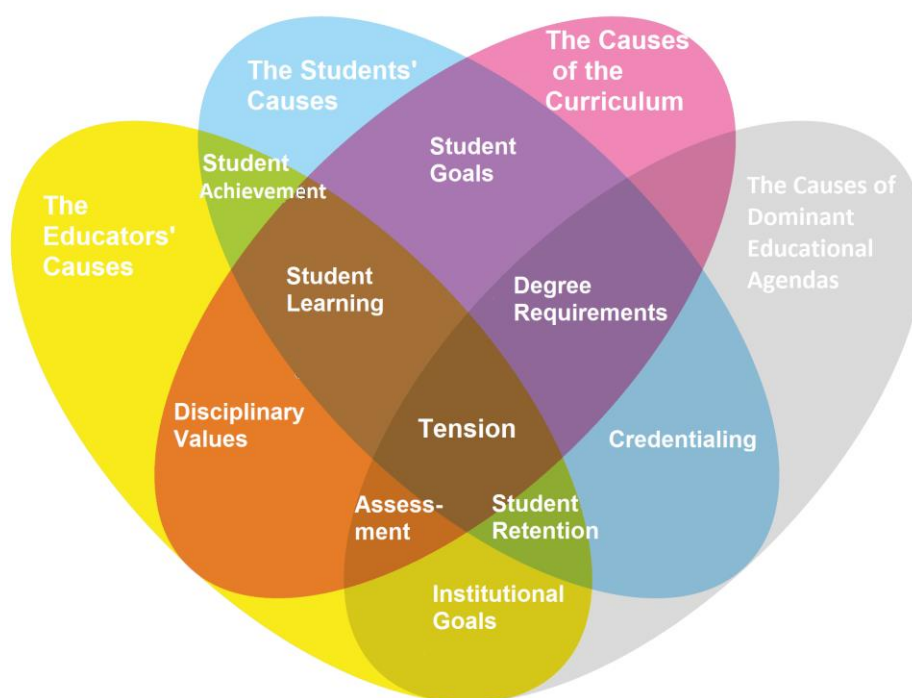 The Students'
Causes
The Causes
of the
Curriculum
Student
Achievement
Student
Goals
The
Educators'
Causes
The Causes of
Dominant
Educational
Agendas
Student
Learning
Degree
Requirements
Disciplinary
Values
Tension
Credentialing
Assess-
ment
Student
Retention
Institutional
Goals